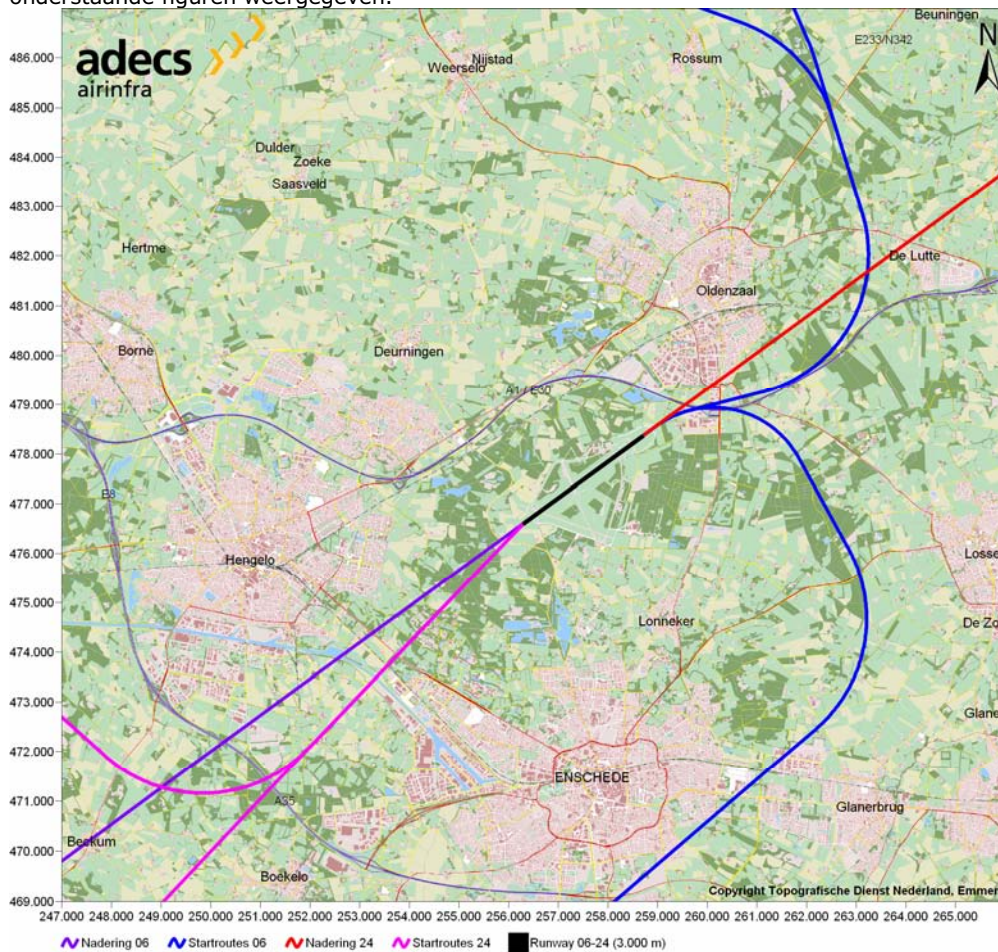 onderstaande figuren weergegeven.
adecs
airinfra
Beuningen
E233/N342
N
Nijstad
Weerselo
Rossum
Dulder
Zoeke
Saasveld
Hertme
De Lutte
Oldenzaal
Borne
Deurningen
A1 / E30
E8
Hengelo
Losse
Lonneker
De Zo
Glane
ENSCHEDE
A35
Glanerbrug
Beckum
Boekelo
Copyright Topografische Dienst Nederland, Emmen
486.000
485.000
484.000
483.000
482.000
481.000
480.000
479.000
478.000
477.000
476.000
475.000
474.000
473.000
472.000
471.000
470.000
469.000
247.000 248.000 249.000 250.000 251.000 252.000 253.000 254.000 255.000 256.000 257.000 258.000 259.000 260.000 261.000 262.000 263.000 264.000 265.000
Nadering 06 Startroutes 06 Nadering 24 Startroutes 24 Runway 06-24 (3.000 m)